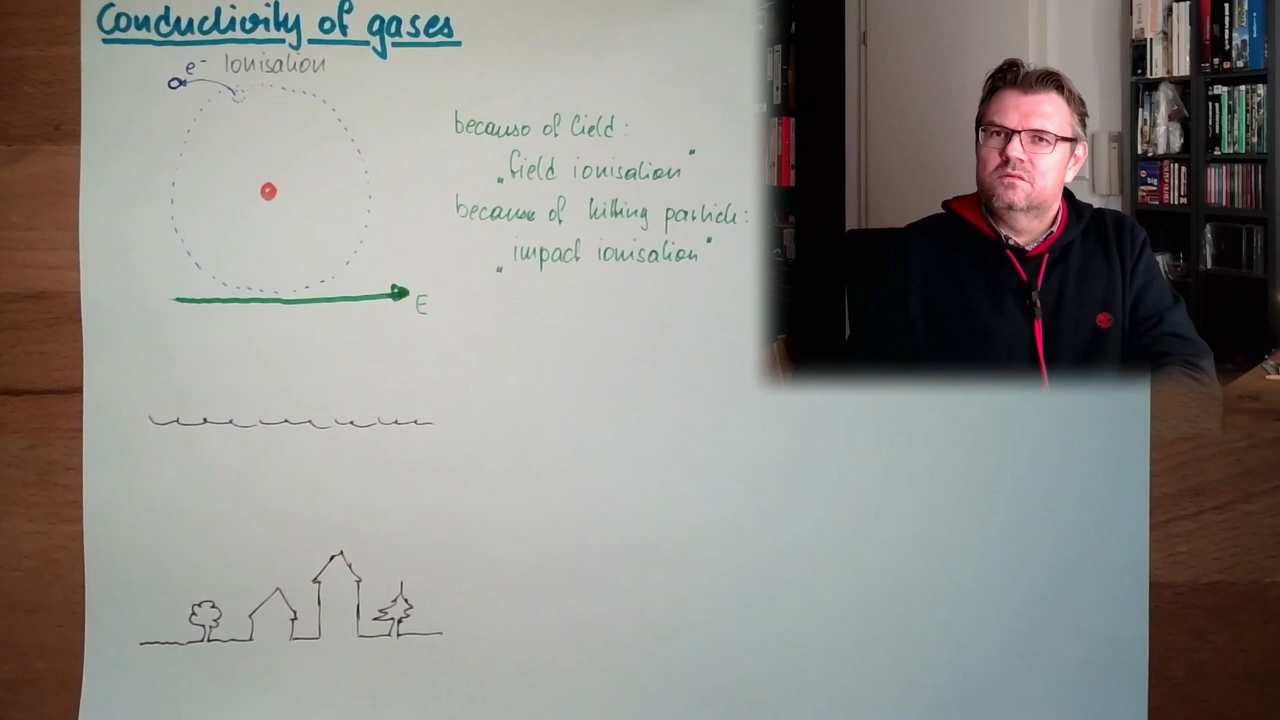 Conductivity of gases
e⁻ Ionisation
because of field:
„field ionisation"
because of hitting particle:
„impact ionisation"
E